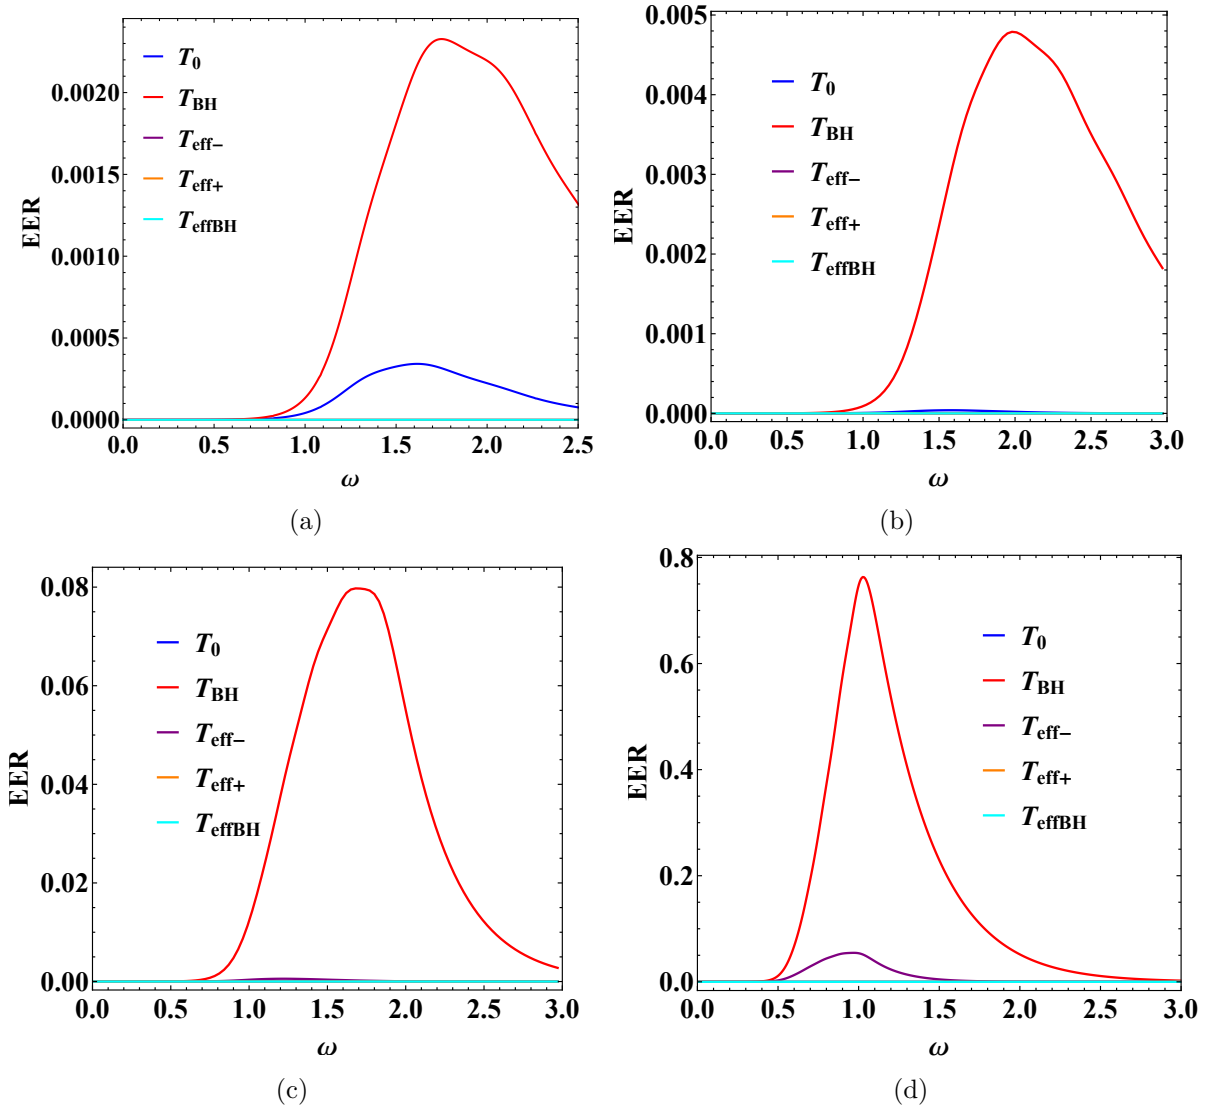 EER
0.0020
0.0015
0.0010
0.0005
0.0000
T0
TBH
Teff−
Teff+
TeffBH
0.0 0.5 1.0 1.5 2.0 2.5
ω
(a)
EER
0.005
0.004
0.003
0.002
0.001
0.000
T0
TBH
Teff−
Teff+
TeffBH
0.0 0.5 1.0 1.5 2.0 2.5 3.0
ω
(b)
EER
0.08
0.06
0.04
0.02
0.00
T0
TBH
Teff−
Teff+
TeffBH
0.0 0.5 1.0 1.5 2.0 2.5 3.0
ω
(c)
EER
0.8
0.6
0.4
0.2
0.0
T0
TBH
Teff−
Teff+
TeffBH
0.0 0.5 1.0 1.5 2.0 2.5 3.0
ω
(d)